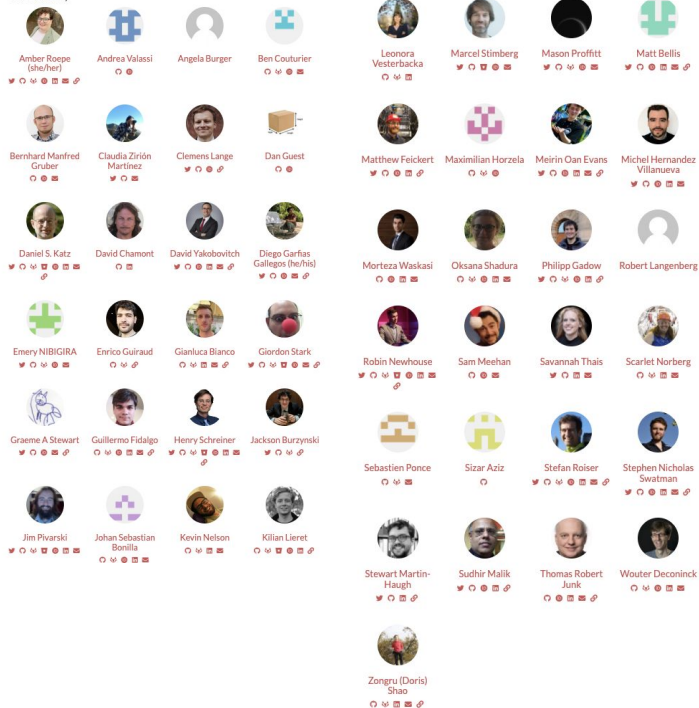 Amber Roepe
(she/her)
Andrea Valassi
Angela Burger
Ben Couturier
Bernhard Manfred
Gruber
Claudia Zirión
Martínez
Clemens Lange
Dan Guest
Daniel S. Katz
David Chamont
David Yakobovitch
Diego Garfias
Gallegos (he/his)
Emery NIBIGIRA
Enrico Guiraud
Gianluca Bianco
Giordon Stark
Graeme A Stewart
Guillermo Fidalgo
Henry Schreiner
Jackson Burzynski
Jim Pivarski
Johan Sebastian
Bonilla
Kevin Nelson
Kilian Lieret
Leonora
Vesterbacka
Marcel Stimberg
Mason Proffitt
Matt Bellis
Matthew Feickert
Maximilian Horzela
Meirin Oan Evans
Michel Hernandez
Villanueva
Morteza Waskasi
Oksana Shadura
Philipp Gadow
Robert Langenberg
Robin Newhouse
Sam Meehan
Savannah Thais
Scarlet Norberg
Sebastien Ponce
Sizar Aziz
Stefan Roiser
Stephen Nicholas
Swatman
Stewart Martin-
Haugh
Sudhir Malik
Thomas Robert
Junk
Wouter Deconinck
Zongru (Doris)
Shao